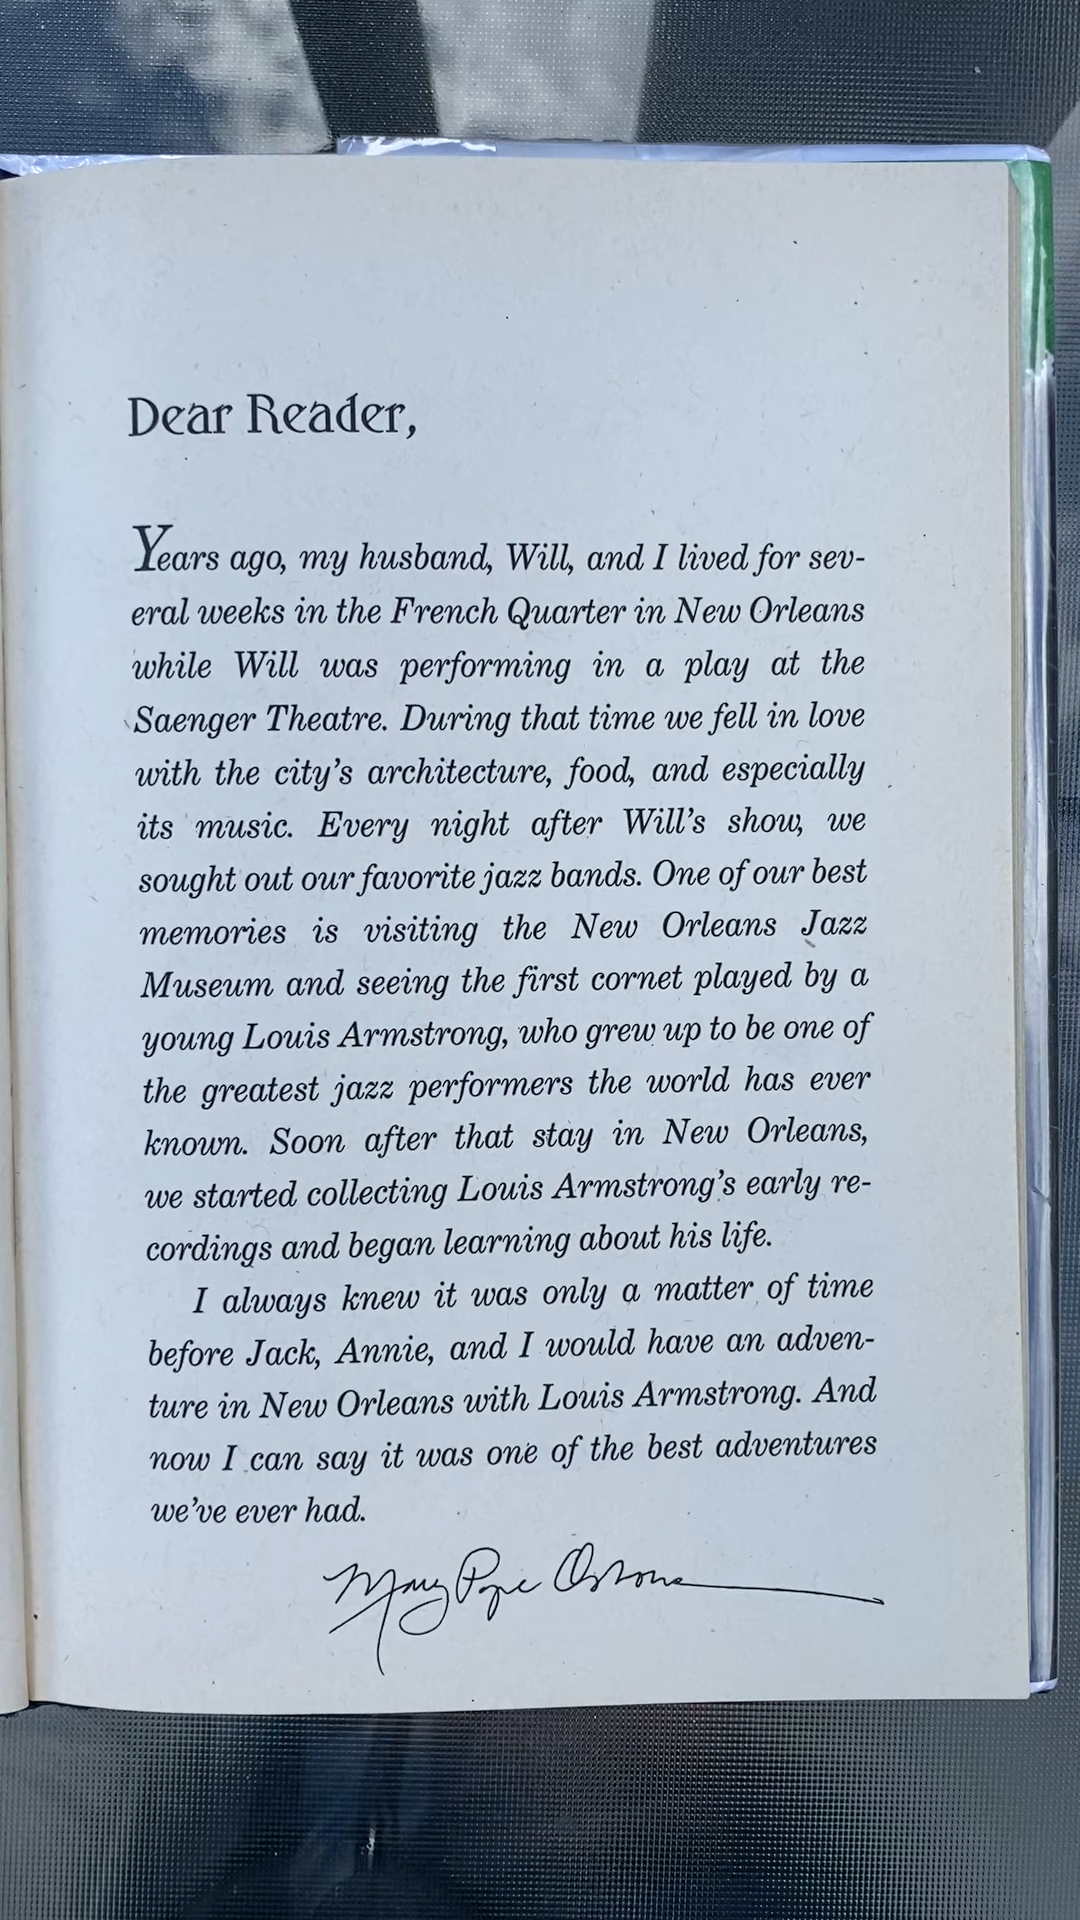 Dear Reader,
Years ago, my husband, Will, and I lived for sev-
eral weeks in the French Quarter in New Orleans
while Will was performing in a play at the
Saenger Theatre. During that time we fell in love
with the city's architecture, food, and especially
its music. Every night after Will's show, we
sought out our favorite jazz bands. One of our best
memories is visiting the New Orleans Jazz
Museum and seeing the first cornet played by a
young Louis Armstrong, who grew up to be one of
the greatest jazz performers the world has ever
known. Soon after that stay in New Orleans,
we started collecting Louis Armstrong's early re-
cordings and began learning about his life.
I always knew it was only a matter of time
before Jack, Annie, and I would have an adven-
ture in New Orleans with Louis Armstrong. And
now I can say it was one of the best adventures
we've ever had.
Mary Pope Osborne